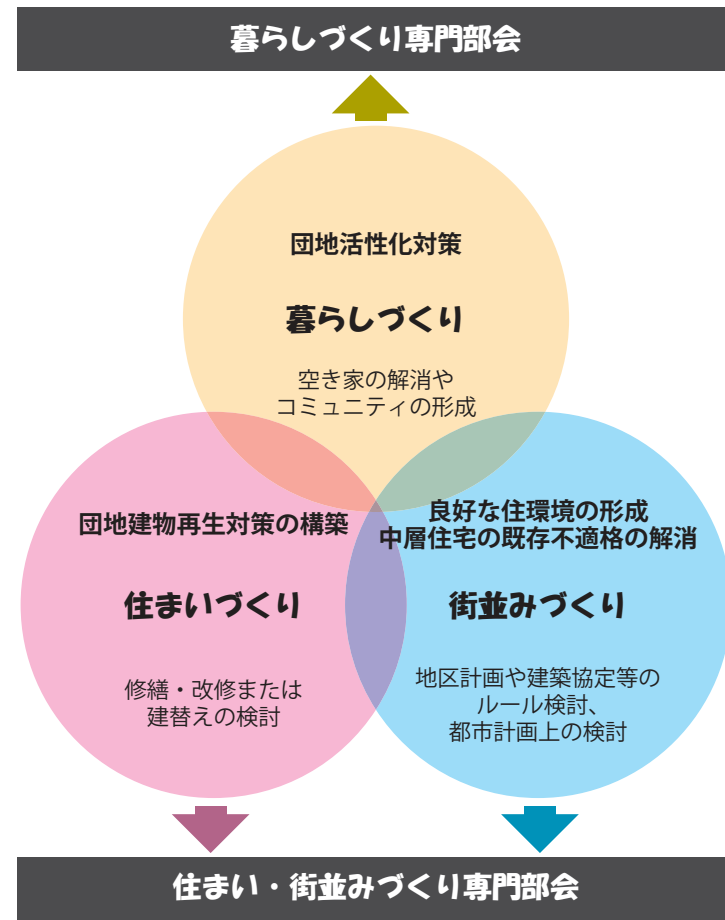 暮らしづくり専門部会
団地活性化対策
暮らしづくり
空き家の解消や
コミュニティの形成
団地建物再生対策の構築
住まいづくり
修繕・改修または
建替えの検討
良好な住環境の形成
中層住宅の既存不適格の解消
街並みづくり
地区計画や建築協定等の
ルール検討、
都市計画上の検討
住まい・街並みづくり専門部会